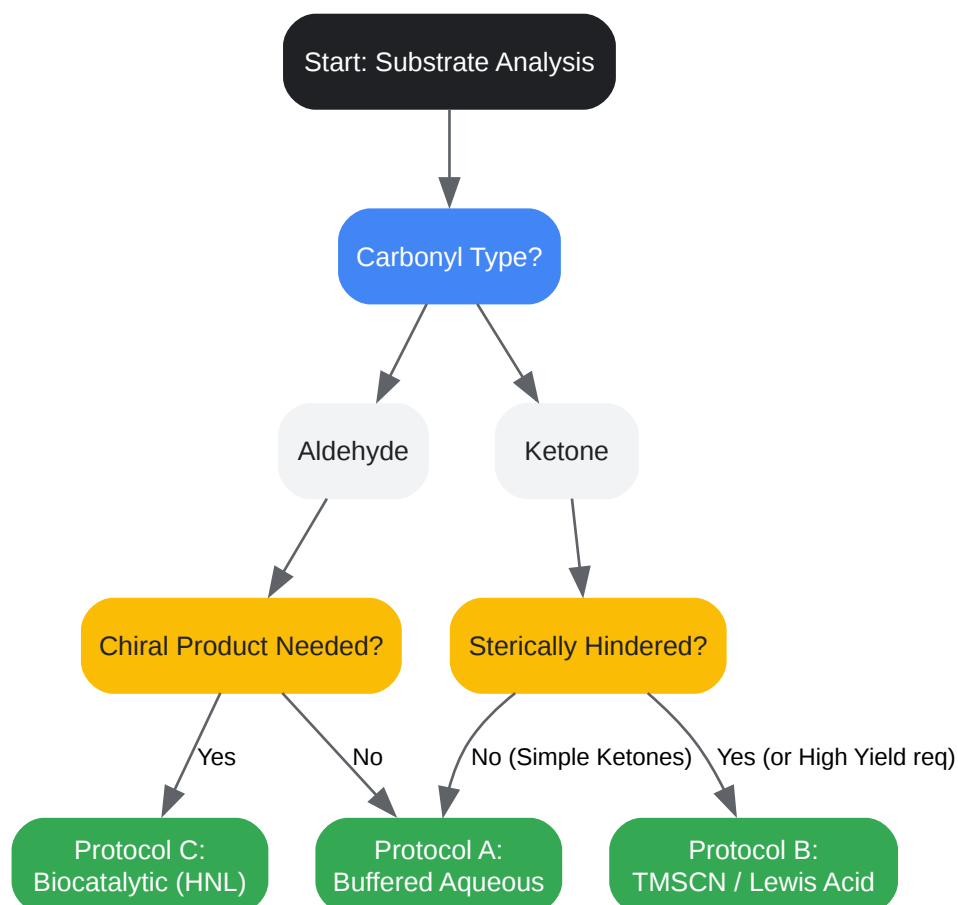 Start: Substrate Analysis
Carbonyl Type?
Aldehyde
Ketone
Chiral Product Needed?
Sterically Hindered?
Yes
No
No (Simple Ketones)
Yes (or High Yield req)
Protocol C:
Biocatalytic (HNL)
Protocol A:
Buffered Aqueous
Protocol B:
TMSCN / Lewis Acid